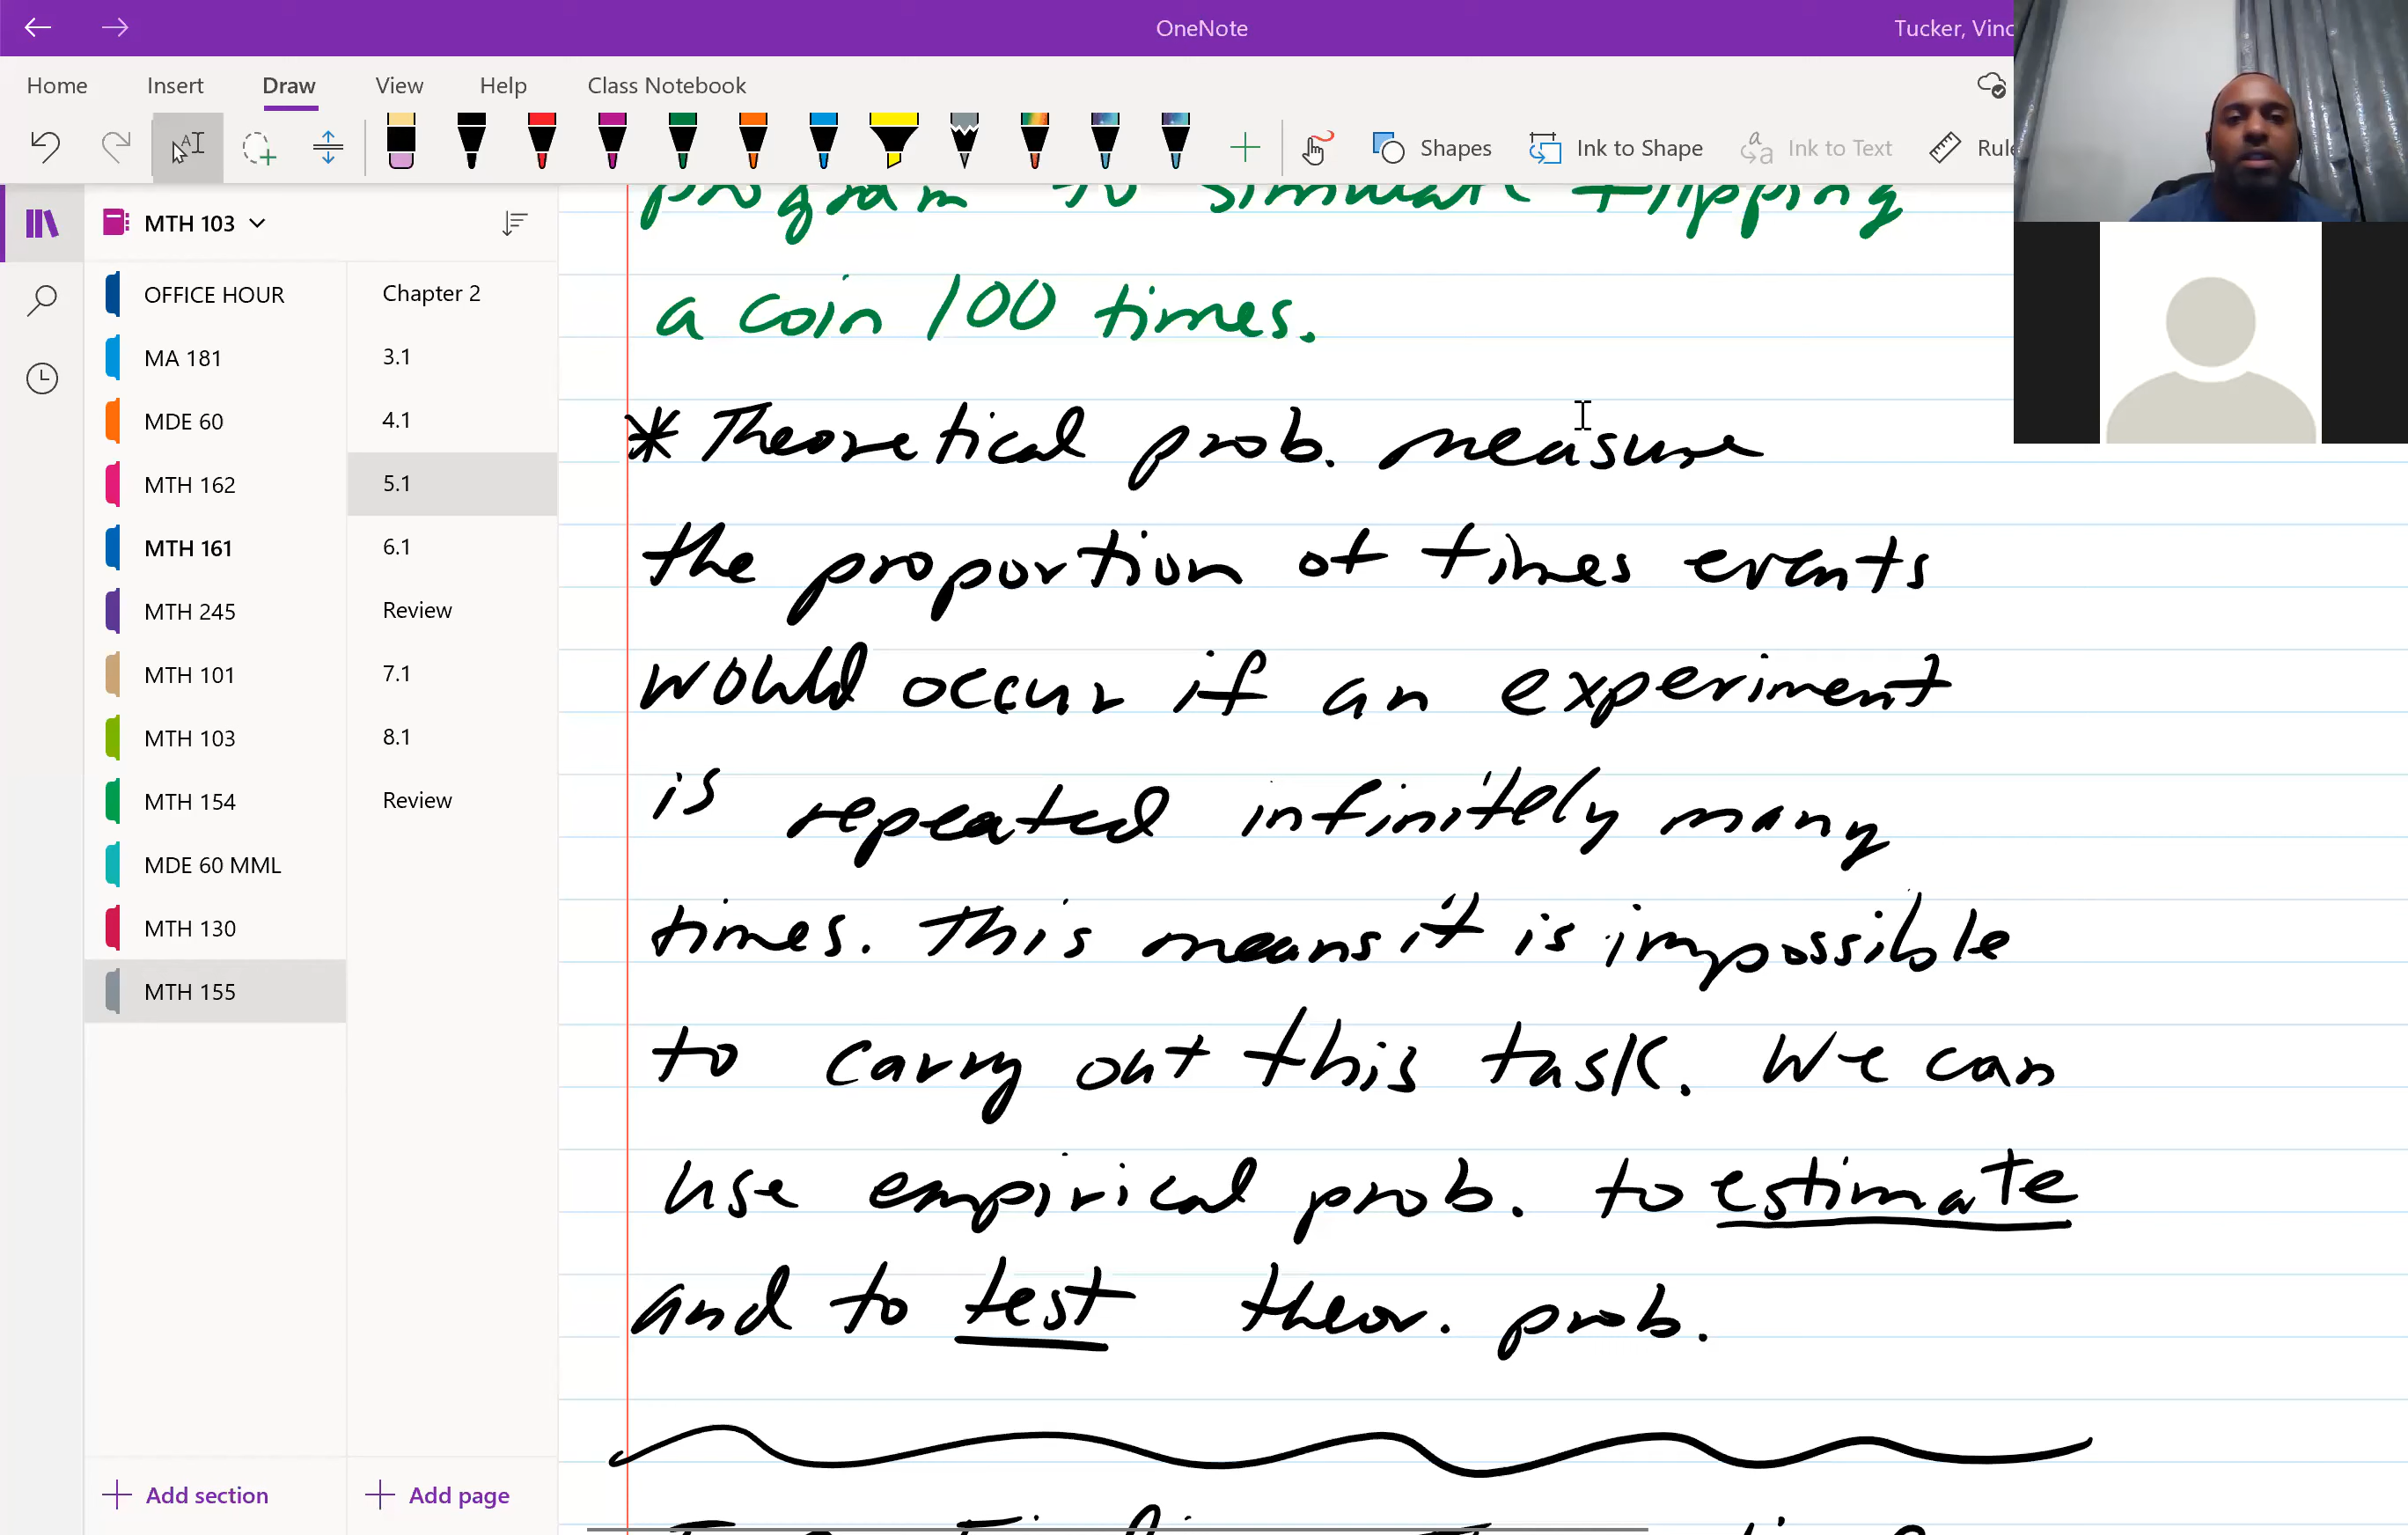 OneNote
Tucker, Vinc
Home Insert Draw View Help Class Notebook
Shapes Ink to Shape Ink to Text Rule
MTH 103
OFFICE HOUR
MA 181
MDE 60
MTH 162
MTH 161
MTH 245
MTH 101
MTH 103
MTH 154
MDE 60 MML
MTH 130
MTH 155
Add section
Chapter 2
3.1
4.1
5.1
6.1
Review
7.1
8.1
Review
Add page
program to simulate flipping
a coin 100 times.
* Theoretical prob. measure
the proportion of times events
would occur if an experiment
is repeated infinitely many
times. This means it is impossible
to carry out this task. We can
use empirical prob. to estimate
and to test theor. prob.